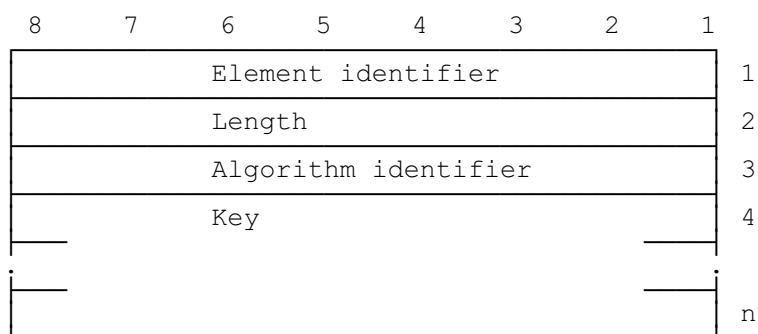 8 7 6 5 4 3 2 1
Element identifier 1
Length 2
Algorithm identifier 3
Key 4
n